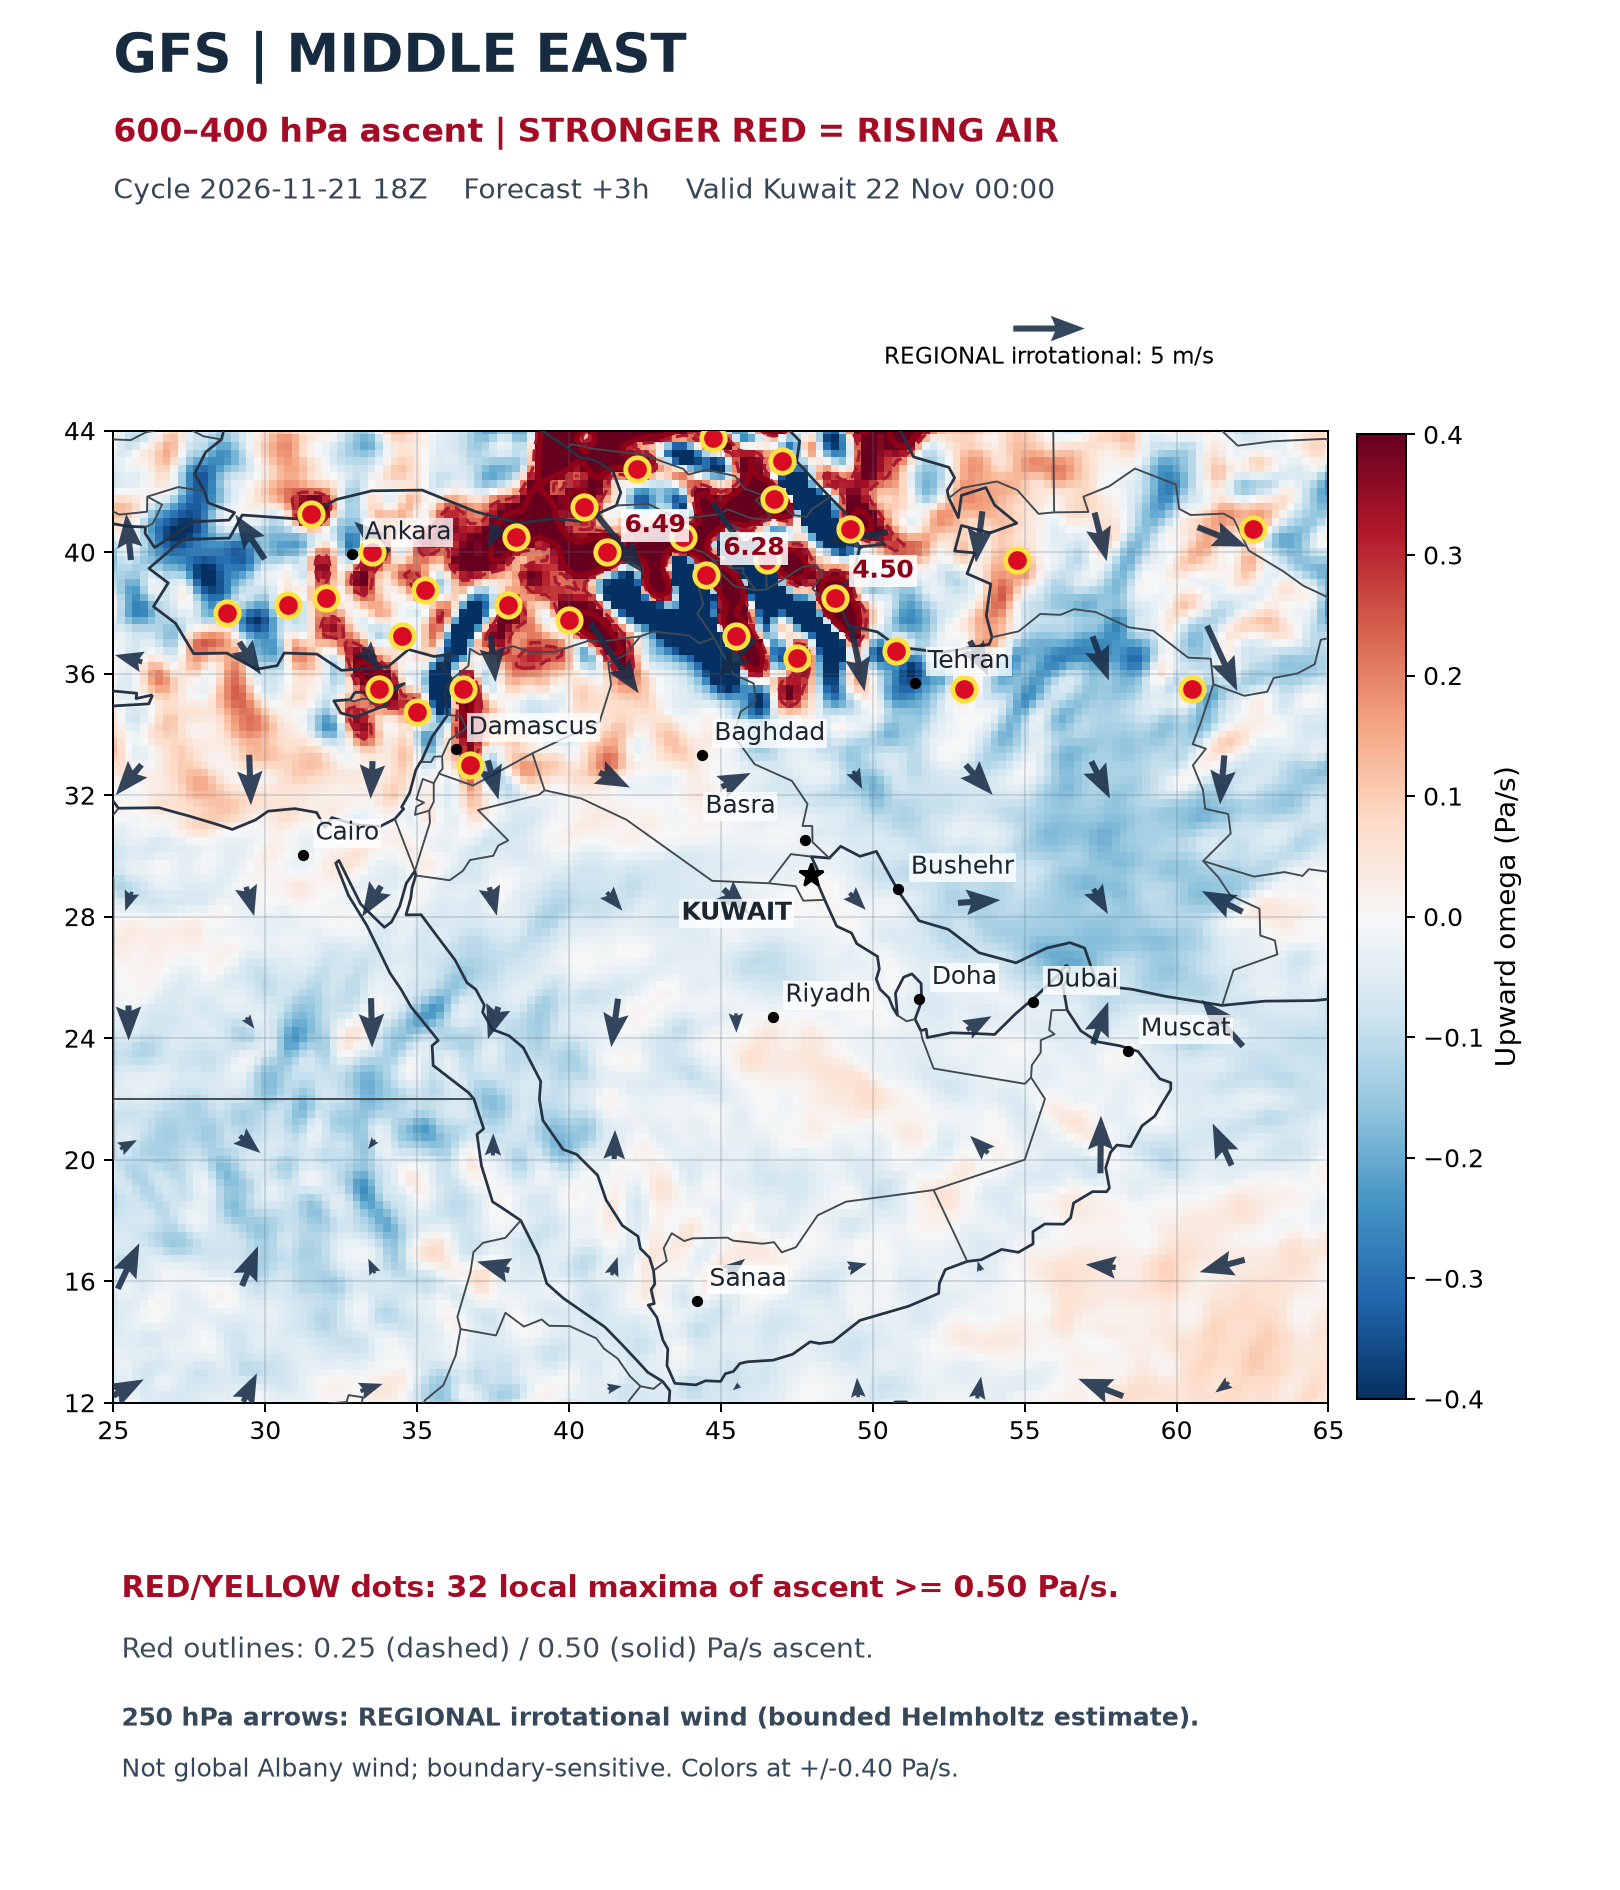 GFS | MIDDLE EAST
600–400 hPa ascent | STRONGER RED = RISING AIR
Cycle 2026-11-21 18Z    Forecast +3h    Valid Kuwait 22 Nov 00:00
REGIONAL irrotational: 5 m/s
44
40
36
32
28
24
20
16
12
25
30
35
40
45
50
55
60
65
Ankara
6.49
6.28
4.50
Tehran
Damascus
Baghdad
Basra
Cairo
Bushehr
KUWAIT
Riyadh
Doha
Dubai
Muscat
Sanaa
0.4
0.3
0.2
0.1
0.0
−0.1
−0.2
−0.3
−0.4
Upward omega (Pa/s)
RED/YELLOW dots: 32 local maxima of ascent >= 0.50 Pa/s.
Red outlines: 0.25 (dashed) / 0.50 (solid) Pa/s ascent.
250 hPa arrows: REGIONAL irrotational wind (bounded Helmholtz estimate).
Not global Albany wind; boundary-sensitive. Colors at +/-0.40 Pa/s.